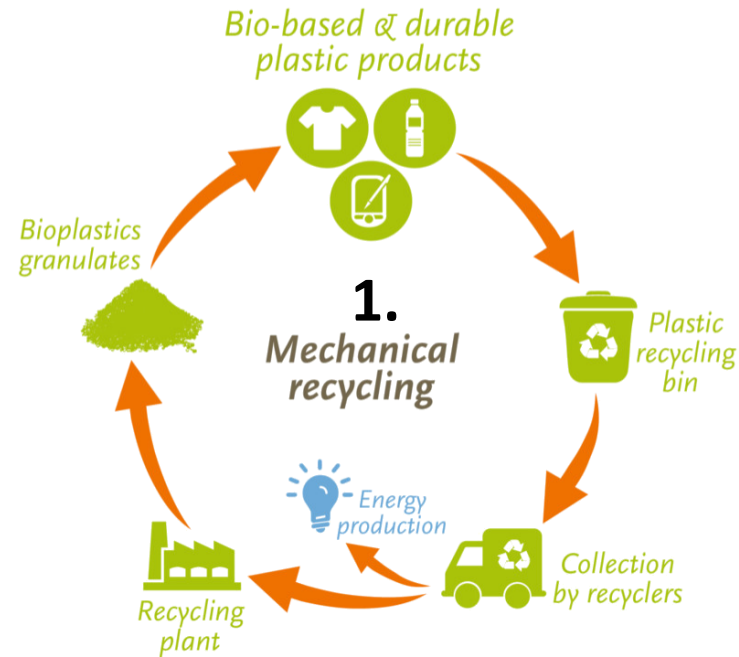 Bio-based & durable
plastic products
Bioplastics
granulates
1.
Mechanical
recycling
Plastic
recycling
bin
Energy
production
Collection
by recyclers
Recycling
plant